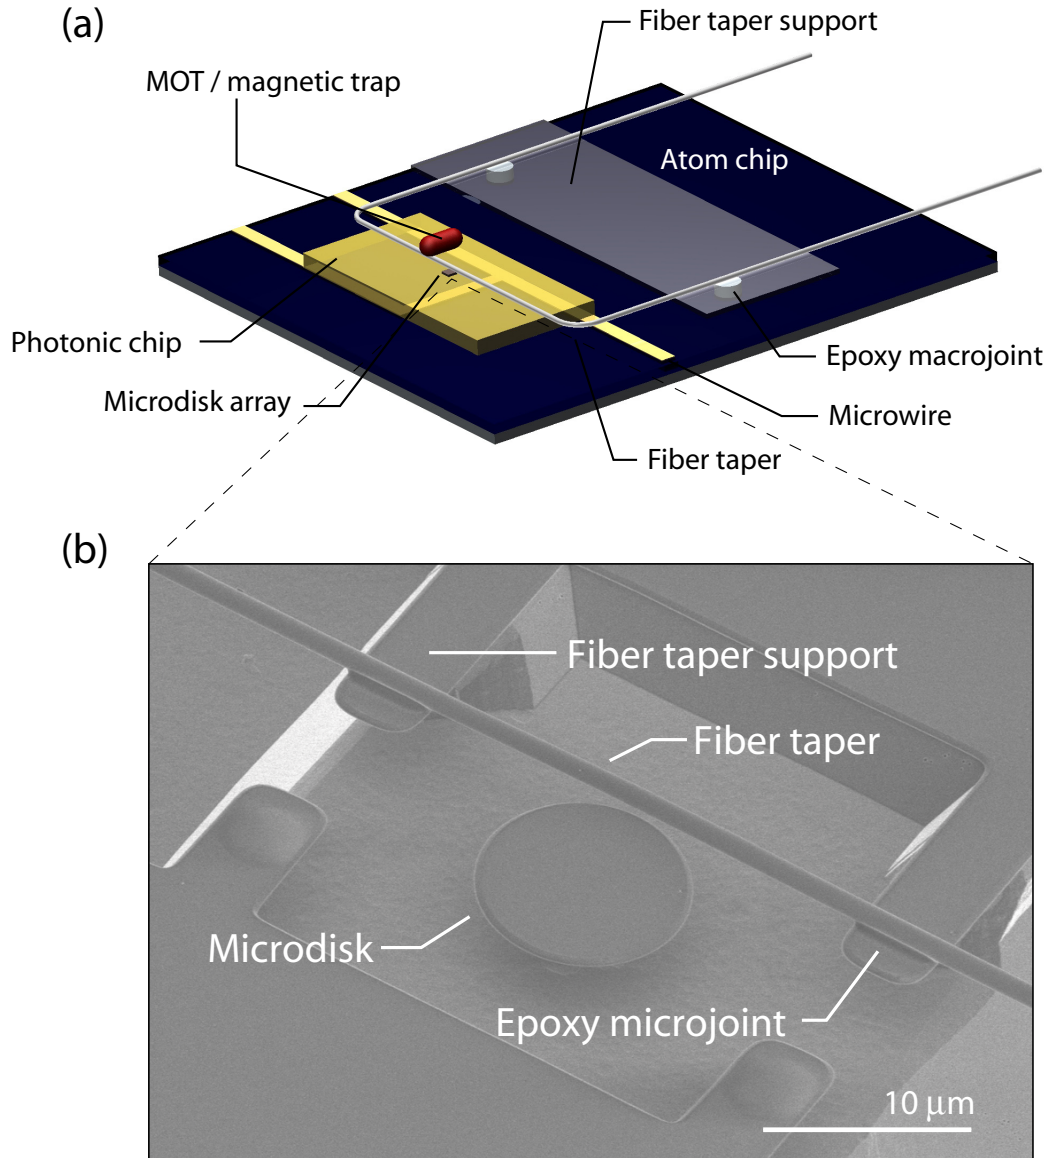 (a)
Fiber taper support
MOT / magnetic trap
Atom chip
Photonic chip
Epoxy macrojoint
Microdisk array
Microwire
Fiber taper
(b)
Fiber taper support
Fiber taper
Microdisk
Epoxy microjoint
10 μm